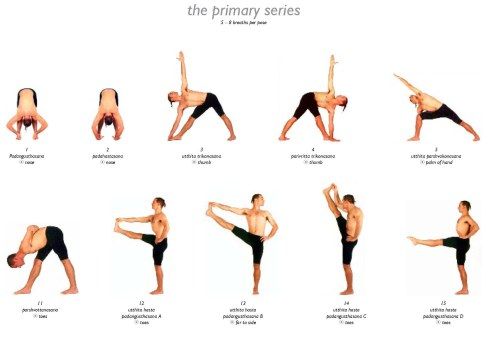 the primary series
5 - 8 breaths per pose
1
Padangusthasana
nose
2
padahastasana
nose
3
utthita trikonasana
thumb
4
parivritta trikonasana
thumb
5
utthita parshvakonasana
palm of hand
11
parshvottanasana
toes
12
utthita hasta
padangusthasana A
toes
13
utthita hasta
padangusthasana B
far to side
14
utthita hasta
padangusthasana C
toes
15
utthita hasta
padangusthasana D
toes